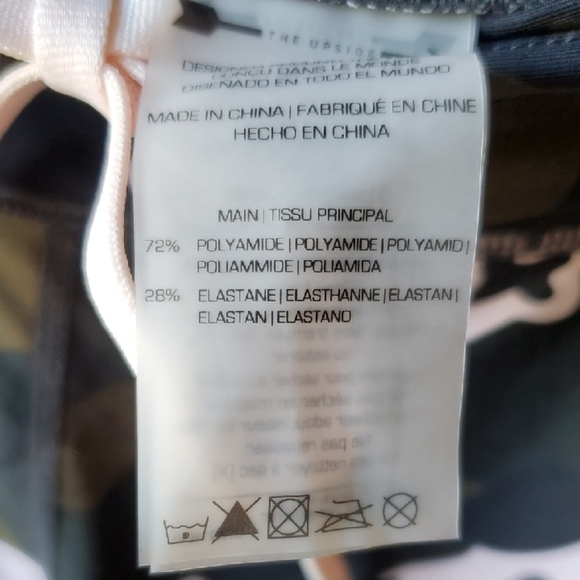 THE UPSIDE
CONÇU DANS LE MONDE
DISEÑADO EN TODO EL MUNDO
MADE IN CHINA | FABRIQUÉ EN CHINE
HECHO EN CHINA
MAIN | TISSU PRINCIPAL
72% POLYAMIDE | POLYAMIDE | POLYAMID |
POLIAMMIDE | POLIAMIDA
28% ELASTANE | ELASTHANNE | ELASTAN |
ELASTAN | ELASTANO